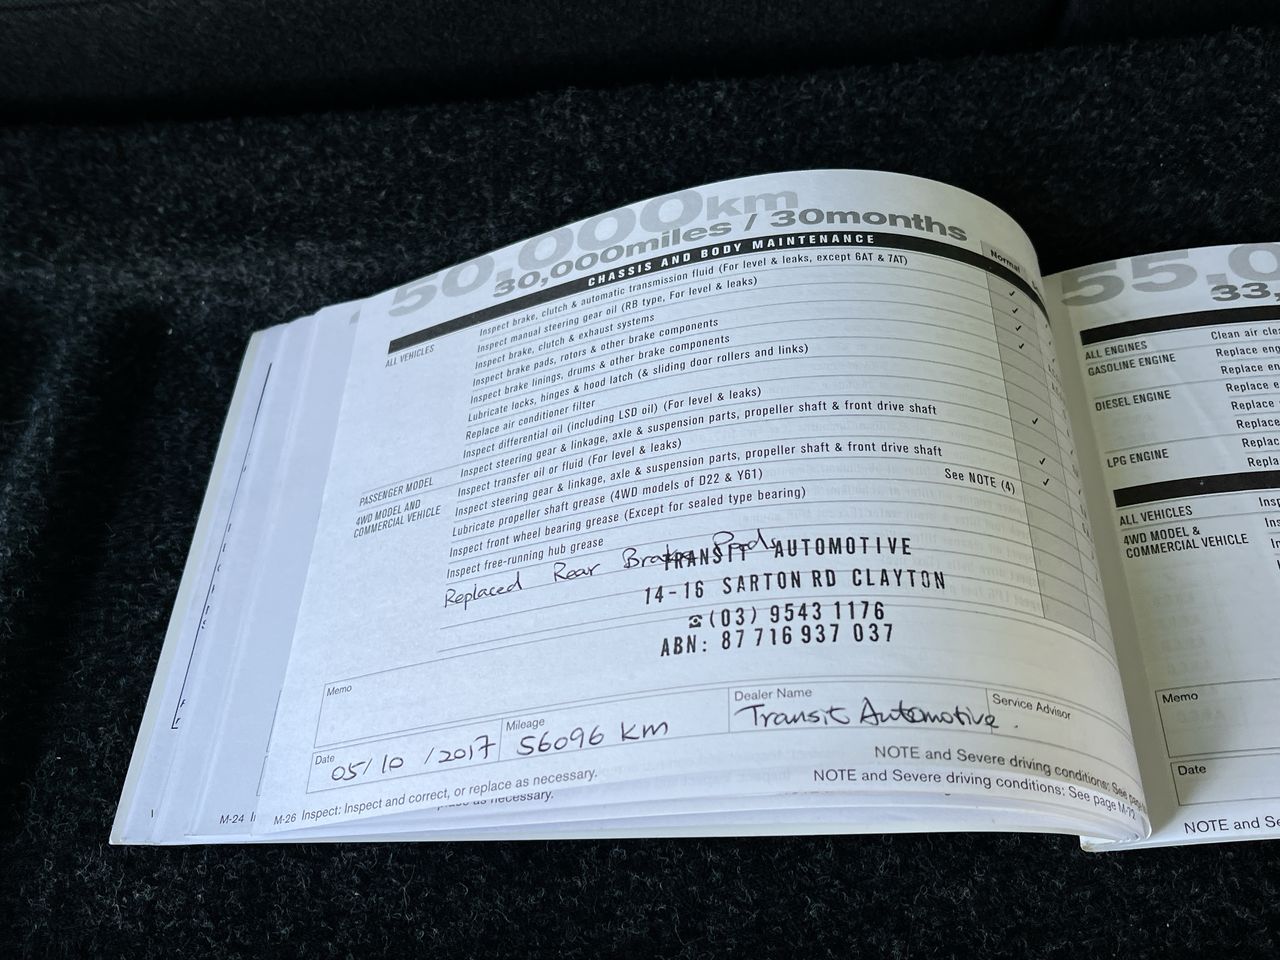 50,000km
30,000miles / 30months
CHASSIS AND BODY MAINTENANCE
Normal
ALL VEHICLES
Inspect brake, clutch & automatic transmission fluid (For level & leaks, except 6AT & 7AT)
Inspect manual steering gear oil (RB type, For level & leaks)
Inspect brake, clutch & exhaust systems
Inspect brake pads, rotors & other brake components
Inspect brake linings, drums & other brake components
Lubricate locks, hinges & hood latch (& sliding door rollers and links)
Replace air conditioner filter
Inspect differential oil (including LSD oil) (For level & leaks)
PASSENGER MODEL
Inspect steering gear & linkage, axle & suspension parts, propeller shaft & front drive shaft
4WD MODEL AND
COMMERCIAL VEHICLE
Inspect transfer oil or fluid (For level & leaks)
Inspect steering gear & linkage, axle & suspension parts, propeller shaft & front drive shaft
Lubricate propeller shaft grease (4WD models of D22 & Y61)
Inspect front wheel bearing grease (Except for sealed type bearing) See NOTE (4)
Inspect free-running hub grease
Replaced Rear Brake Pads
TRANSIT AUTOMOTIVE
14-16 SARTON RD CLAYTON
☎(03) 9543 1176
ABN: 87 716 937 037
Memo
Date 05/10/2017
Mileage 56096 km
Dealer Name Transit Automotive.
Service Advisor
NOTE and Severe driving conditions: See
M-26 Inspect: Inspect and correct, or replace as necessary.
NOTE and Severe driving conditions: See page M-72
M-24
necessary.
55,0
33,
ALL ENGINES
Clean air
GASOLINE ENGINE
Replace
Replace
DIESEL ENGINE
Replace
Replace
LPG ENGINE
ALL VEHICLES
4WD MODEL &
COMMERCIAL VEHICLE
Memo
Date
NOTE and